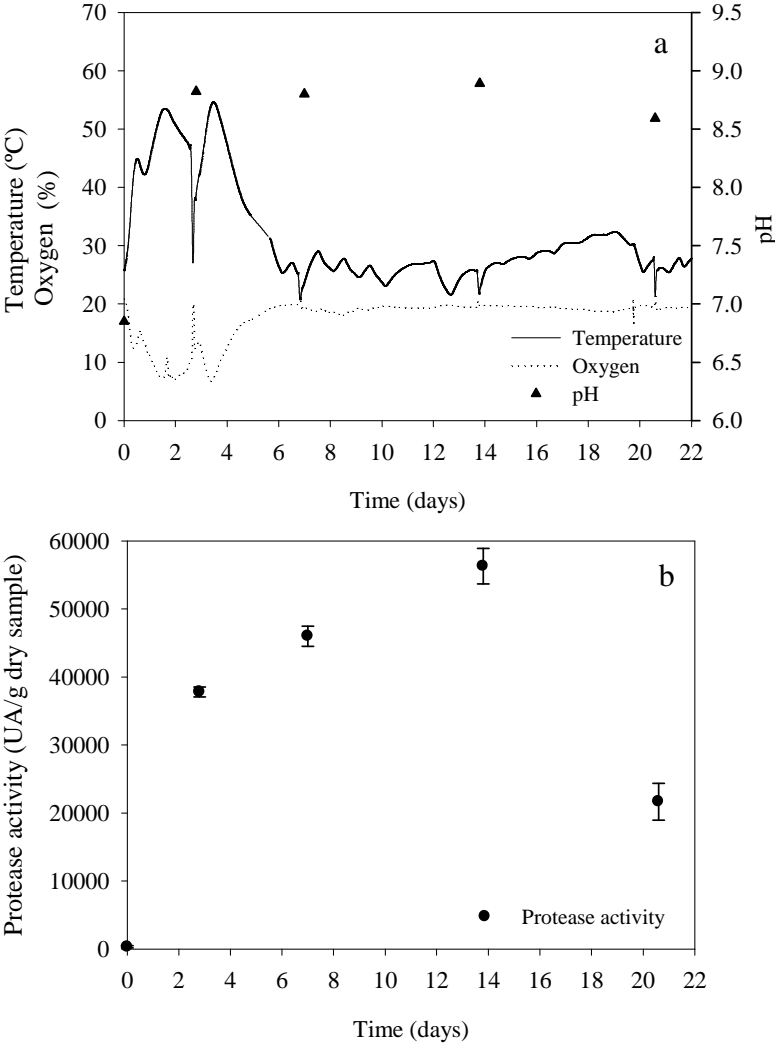 a
70
60
50
40
30
20
10
0
9.5
9.0
8.5
8.0
7.5
7.0
6.5
6.0
Temperature (ºC)
Oxygen (%)
pH
Temperature
Oxygen
pH
0 2 4 6 8 10 12 14 16 18 20 22
Time (days)
b
60000
50000
40000
30000
20000
10000
0
Protease activity (UA/g dry sample)
Protease activity
0 2 4 6 8 10 12 14 16 18 20 22
Time (days)